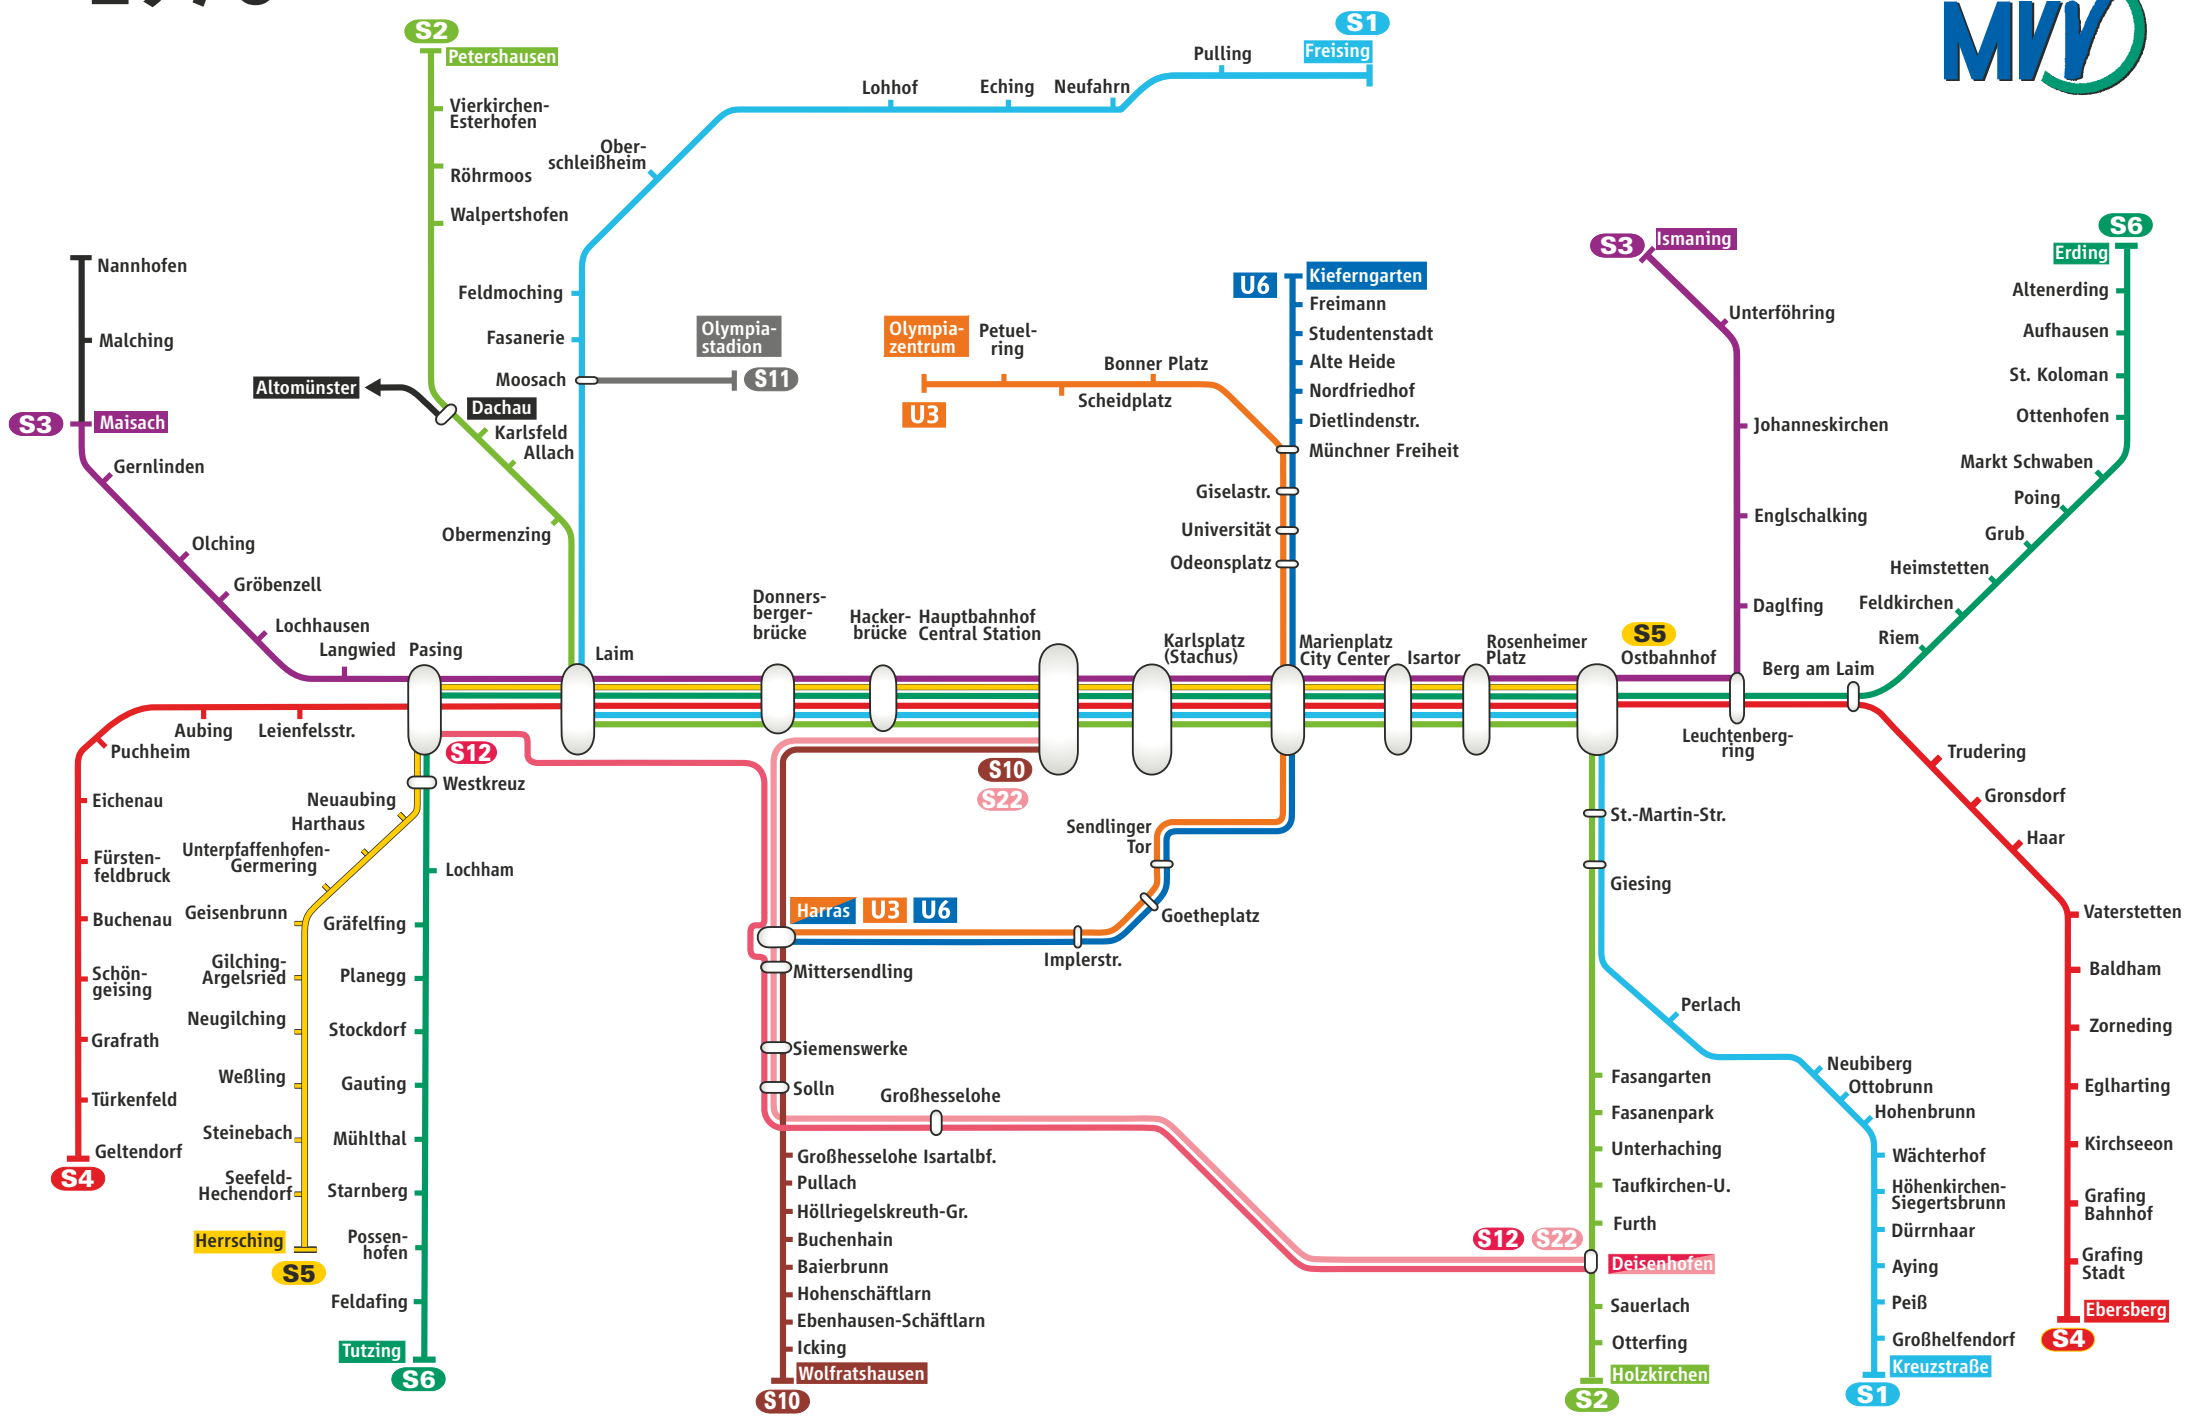 S2
Petershausen
Vierkirchen-
Esterhofen
Röhrmoos
Walpertshofen
S1
Freising
Pulling
Neufahrn
Eching
Lohhof
Ober-
schleißheim
Feldmoching
Fasanerie
Moosach
Olympia-
stadion
S11
MVV
Nannhofen
Malching
S3
Maisach
Gernlinden
Olching
Gröbenzell
Lochhausen
Langwied
Altomünster
Dachau
Karlsfeld
Allach
Obermenzing
Olympia-
zentrum
U3
Petuel-
ring
Scheidplatz
Bonner Platz
U6
Kieferngarten
Freimann
Studentenstadt
Alte Heide
Nordfriedhof
Dietlindenstr.
Münchner Freiheit
Giselastr.
Universität
Odeonsplatz
S3
Ismaning
Unterföhring
Johanneskirchen
Englschalking
Daglfing
S6
Erding
Altenerding
Aufhausen
St. Koloman
Ottenhofen
Markt Schwaben
Poing
Grub
Heimstetten
Feldkirchen
Riem
Berg am Laim
Pasing
Laim
Donners-
berger-
brücke
Hacker-
brücke
Hauptbahnhof
Central Station
Karlsplatz
(Stachus)
Marienplatz
City Center
Isartor
Rosenheimer
Platz
S5
Ostbahnhof
Leuchtenberg-
ring
Leienfelsstr.
Aubing
Puchheim
Eichenau
Fürsten-
feldbruck
Buchenau
Schön-
geising
Grafrath
Türkenfeld
Geltendorf
S4
S12
Westkreuz
Neuaubing
Harthaus
Unterpfaffenhofen-
Germering
Geisenbrunn
Gilching-
Argelsried
Neugilching
Weßling
Steinebach
Seefeld-
Hechendorf
Herrsching
S5
Lochham
Gräfelfing
Planegg
Stockdorf
Gauting
Mühlthal
Starnberg
Possen-
hofen
Feldafing
Tutzing
S6
S10
S22
Sendlinger
Tor
Goetheplatz
Implerstr.
Harras
U3
U6
Mittersendling
Siemenswerke
Solln
Großhesselohe
Großhesselohe Isartalbf.
Pullach
Höllriegelskreuth-Gr.
Buchenhain
Baierbrunn
Hohenschäftlarn
Ebenhausen-Schäftlarn
Icking
Wolfratshausen
S10
St.-Martin-Str.
Giesing
Fasangarten
Fasanenpark
Unterhaching
Taufkirchen-U.
Furth
S12
S22
Deisenhofen
Sauerlach
Otterfing
Holzkirchen
S2
Perlach
Neubiberg
Ottobrunn
Hohenbrunn
Wächterhof
Höhenkirchen-
Siegertsbrunn
Dürrnhaar
Aying
Peiß
Großhelfendorf
Kreuzstraße
S1
Trudering
Gronsdorf
Haar
Vaterstetten
Baldham
Zorneding
Eglharting
Kirchseeon
Grafing
Bahnhof
Grafing
Stadt
Ebersberg
S4